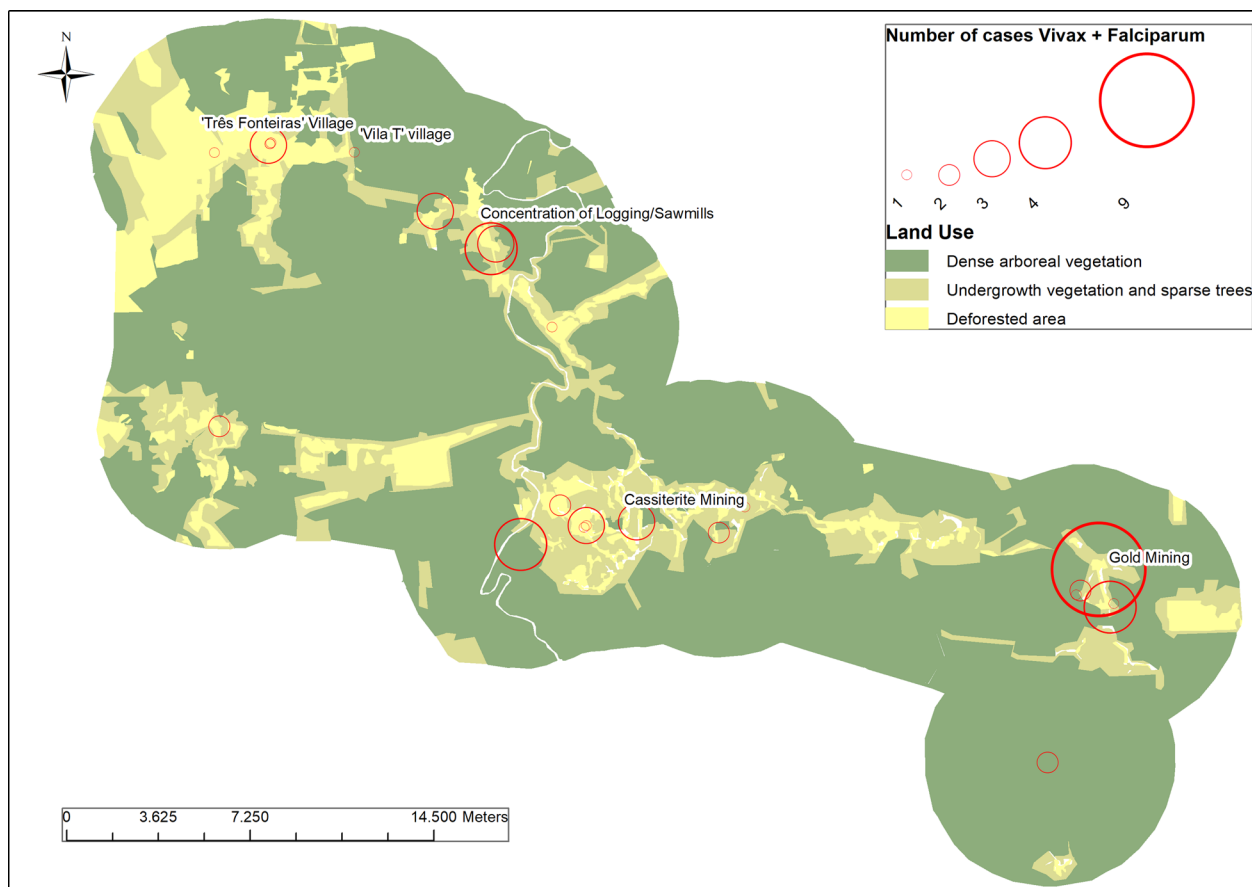 N
'Três Fonteiras' Village
'Vila T' village
Concentration of Logging/Sawmills
Cassiterite Mining
Gold Mining
Number of cases Vivax + Falciparum
1 2 3 4 9
Land Use
Dense arboreal vegetation
Undergrowth vegetation and sparse trees
Deforested area
0 3.625 7.250 14.500 Meters